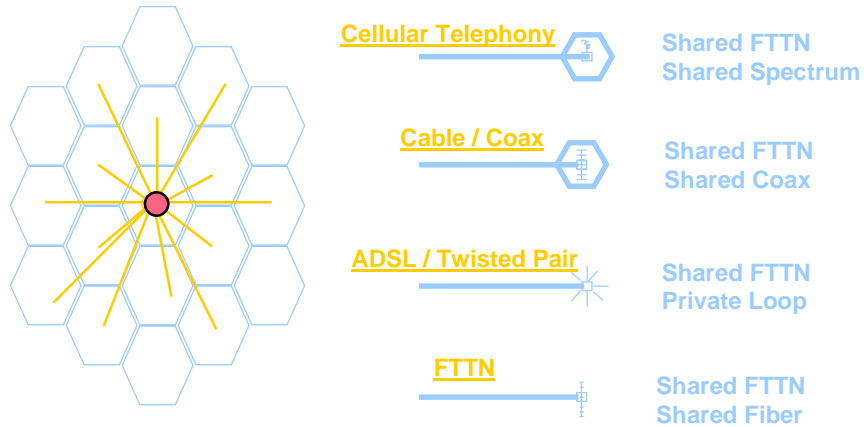 Cellular Telephony
Shared FTTN
Shared Spectrum
Cable / Coax
Shared FTTN
Shared Coax
ADSL / Twisted Pair
Shared FTTN
Private Loop
FTTN
Shared FTTN
Shared Fiber